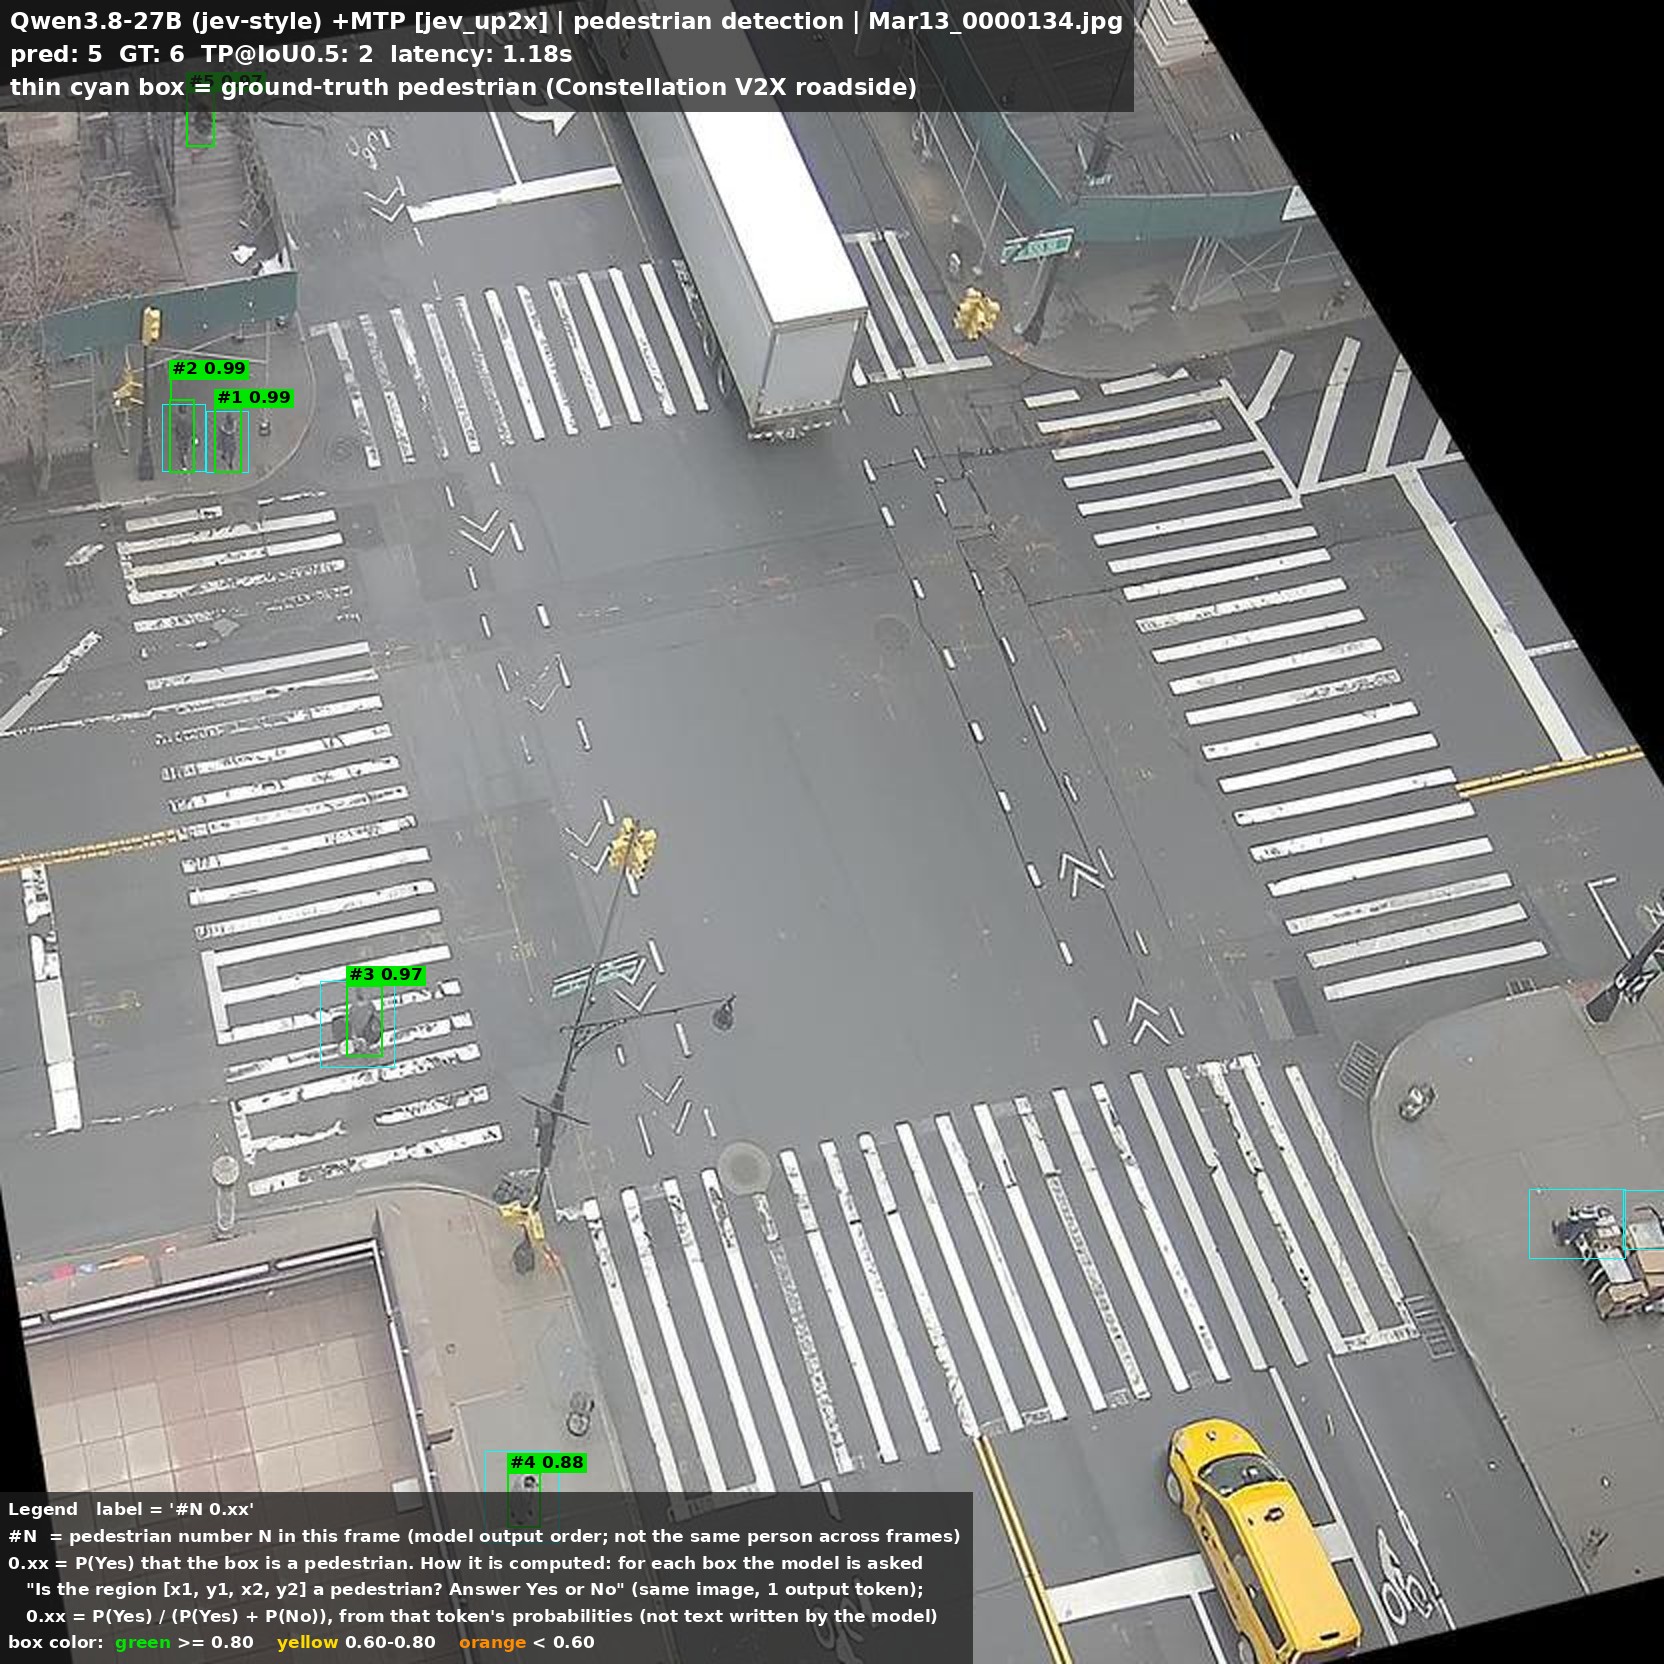 Qwen3.8-27B (jev-style) +MTP [jev_up2x] | pedestrian detection | Mar13_0000134.jpg
pred: 5  GT: 6  TP@IoU0.5: 2  latency: 1.18s
#5 0.97
thin cyan box = ground-truth pedestrian (Constellation V2X roadside)
#2 0.99
#1 0.99
#3 0.97
#4 0.88
Legend   label = '#N 0.xx'
#N  = pedestrian number N in this frame (model output order; not the same person across frames)
0.xx = P(Yes) that the box is a pedestrian. How it is computed: for each box the model is asked
"Is the region [x1, y1, x2, y2] a pedestrian? Answer Yes or No" (same image, 1 output token);
0.xx = P(Yes) / (P(Yes) + P(No)), from that token's probabilities (not text written by the model)
box color:  green >= 0.80   yellow 0.60-0.80   orange < 0.60